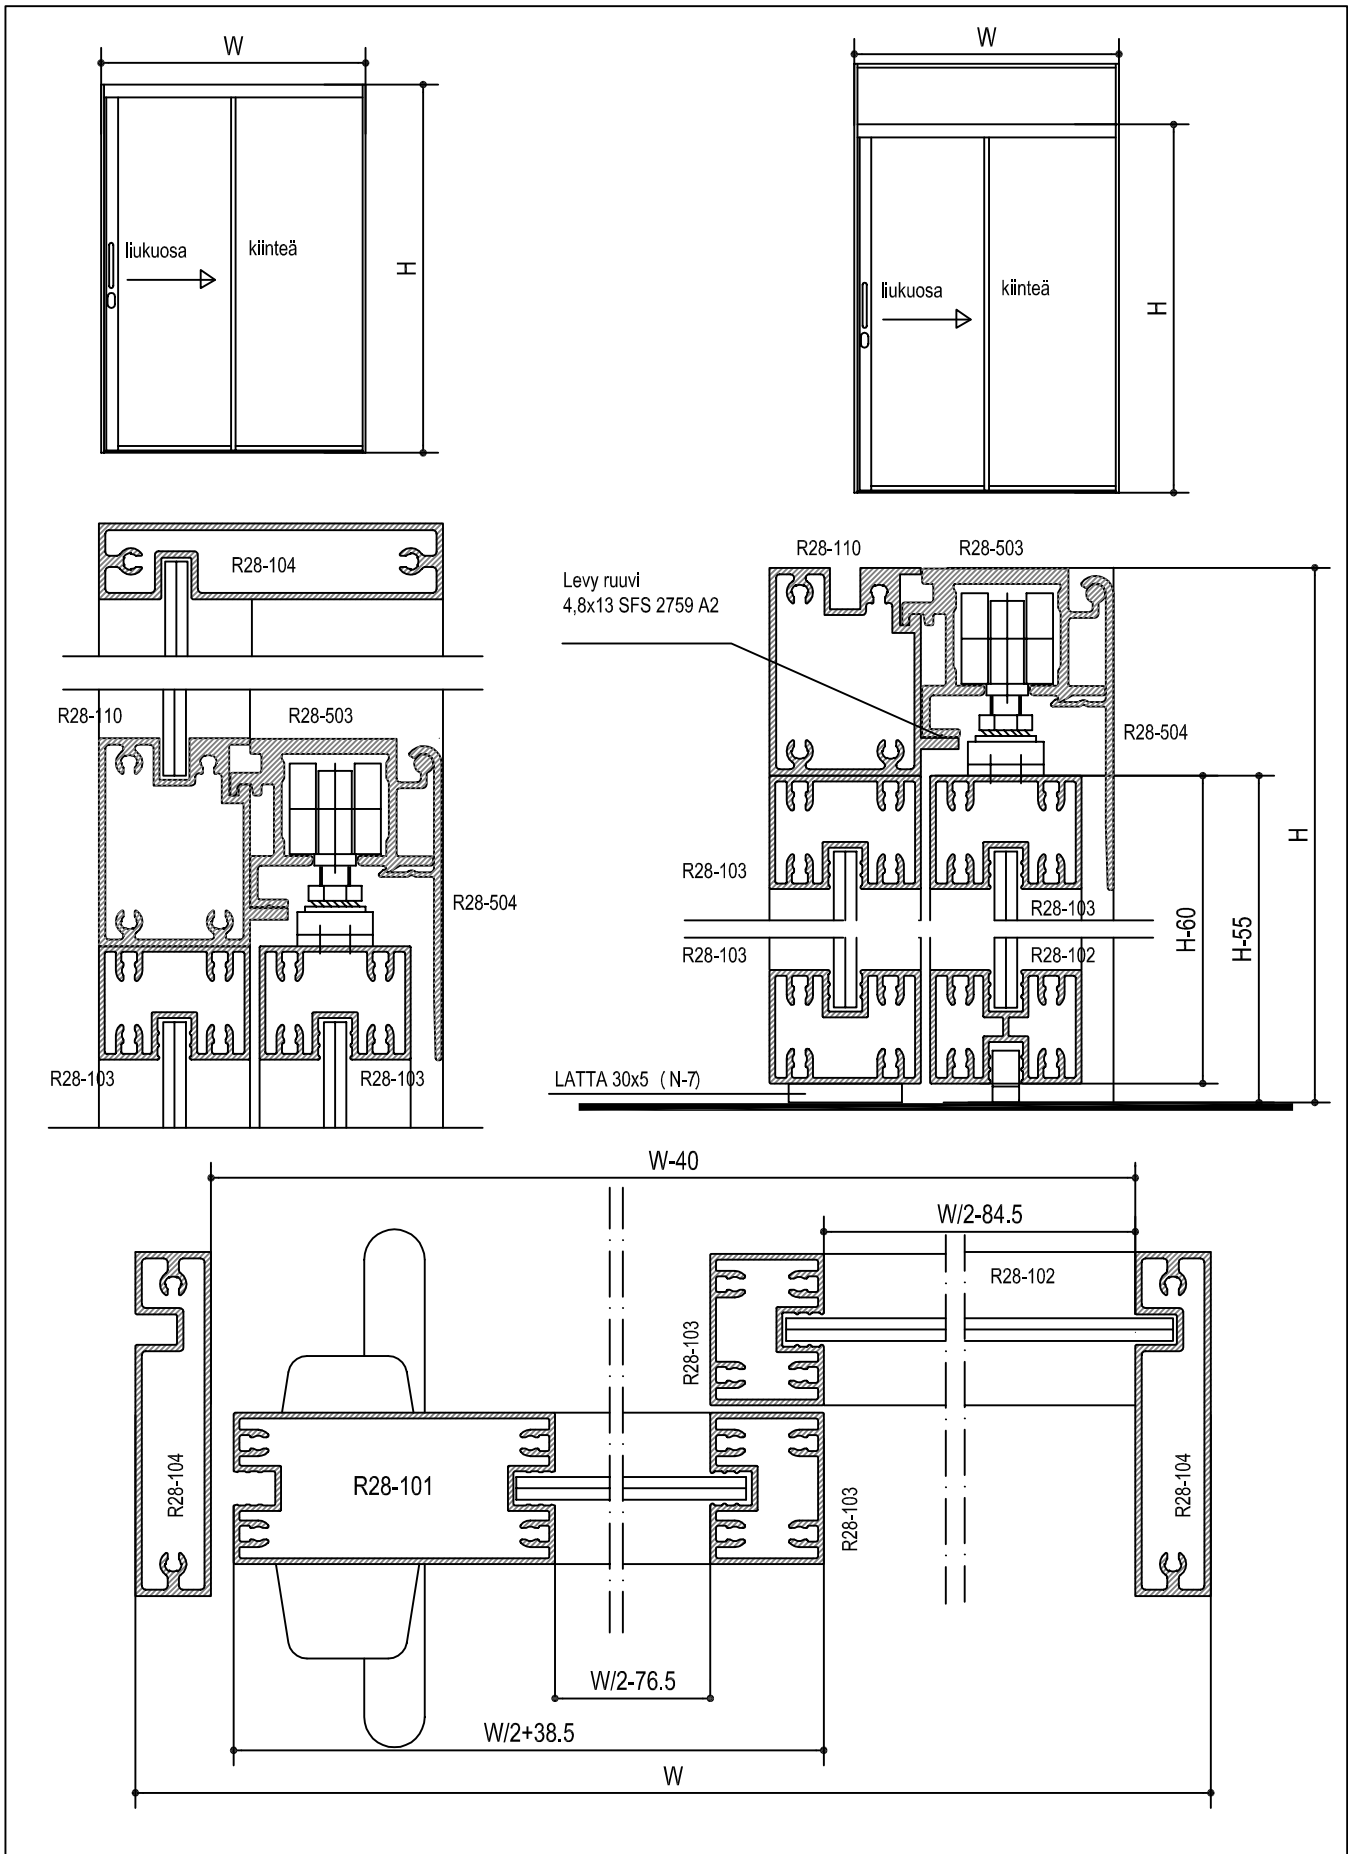 W
H
liukuosa
kiinteä
W
H
liukuosa
kiinteä
R28-104
R28-110
R28-503
R28-504
R28-103
R28-103
R28-110
R28-503
Levy ruuvi
4,8x13 SFS 2759 A2
R28-504
R28-103
R28-103
R28-103
R28-102
LATTA 30x5 (N-7)
H-60
H-55
H
W-40
W/2-84.5
R28-102
R28-103
R28-104
R28-101
R28-103
R28-104
W/2-76.5
W/2+38.5
W